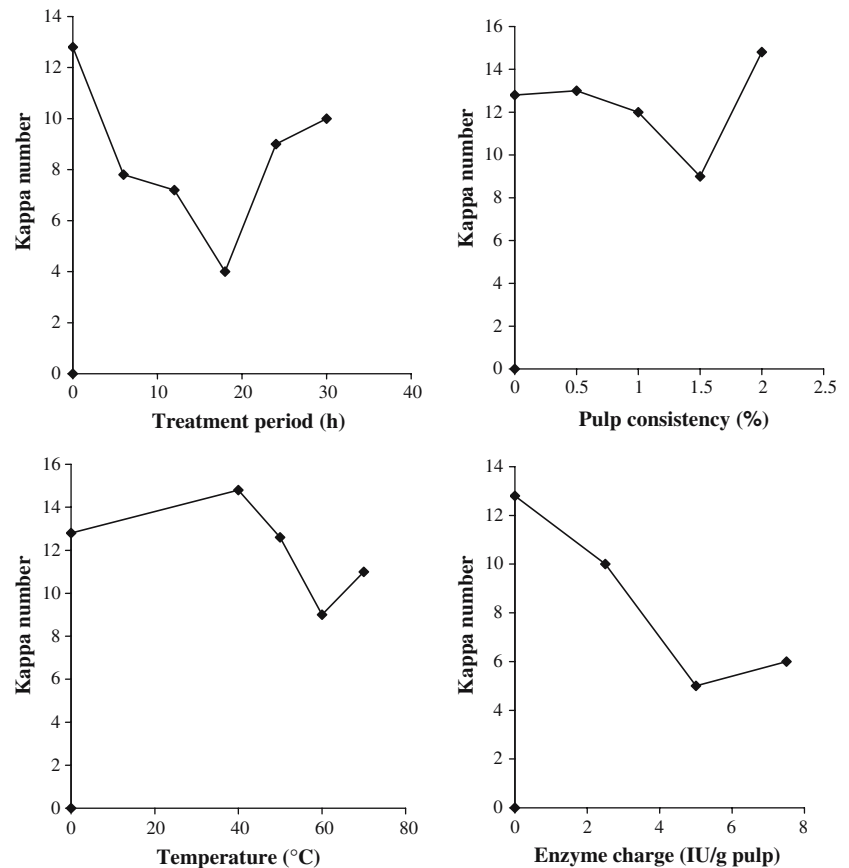 14
12
10
8
6
4
2
0
0 10 20 30 40
Kappa number
Treatment period (h)
16
14
12
10
8
6
4
2
0
0 0.5 1 1.5 2 2.5
Kappa number
Pulp consistency (%)
16
14
12
10
8
6
4
2
0
0 20 40 60 80
Kappa number
Temperature (°C)
14
12
10
8
6
4
2
0
0 2 4 6 8
Kappa number
Enzyme charge (IU/g pulp)